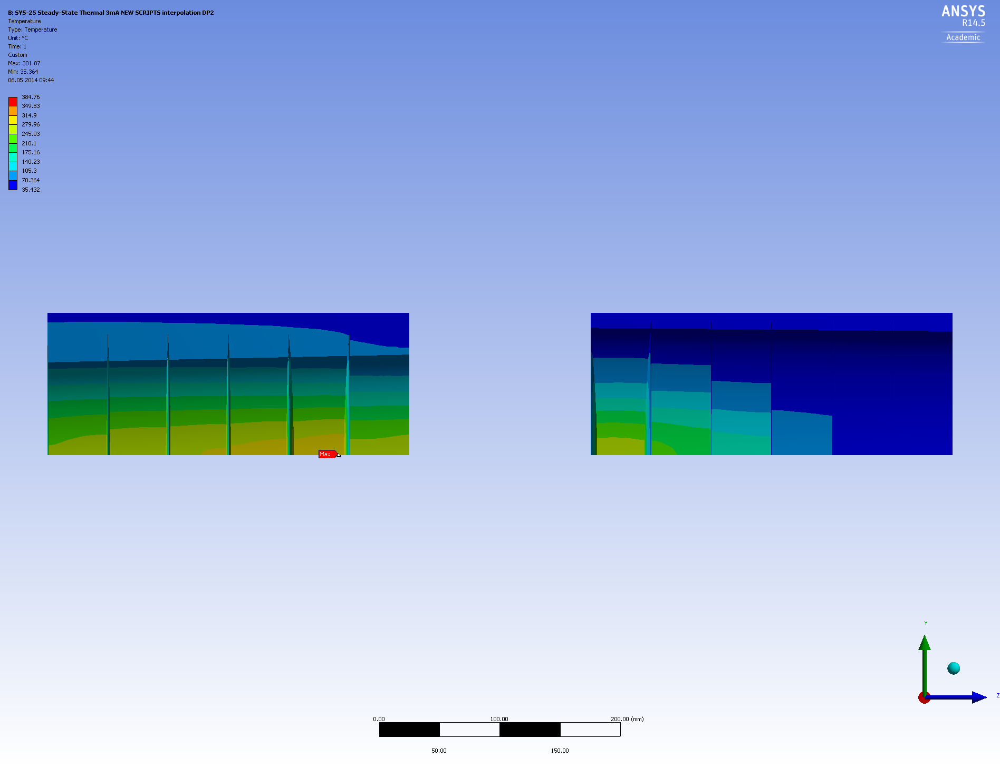 B: SYS-25 Steady-State Thermal 3mA NEW SCRIPTS interpolation DP2
Temperature
Type: Temperature
Unit: °C
Time: 1
Custom
Max: 301.87
Min: 35.364
06.05.2014 09:44
ANSYS
R14.5
Academic
384.76
349.83
314.9
279.96
245.03
210.1
175.16
140.23
105.3
70.364
35.432
Max
Y
Z
0.00 100.00 200.00 (mm)
50.00 150.00